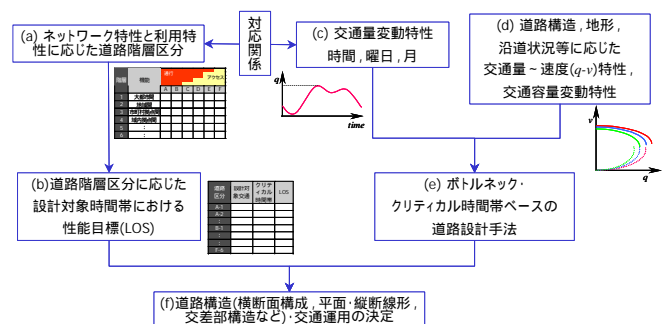 (a) ネットワーク特性と利用特
性に応じた道路階層区分
対応
関係
(c) 交通量変動特性
時間 , 曜日 , 月
(d) 道路構造 , 地形 ,
沿道状況等に応じた
交通量～速度(q-v)特性 ,
交通容量変動特性
階層 機能 通行 アクセス
A B C D E F
1 大都市間
2 地域間
3 市町村拠点間
4 域内拠点間
5 :
6 :
q
time
v
q
(b) 道路階層区分に応じた
設計対象時間帯における
性能目標(LOS)
道路
区分
設計対
象交通
クリテ
ィカル
時間帯
LOS
A-1
A-2
:
B-1
:
:
F-6
(e) ボトルネック・
クリティカル時間帯ベースの
道路設計手法
(f)道路構造(横断面構成 , 平面・縦断線形 ,
交差部構造など)・交通運用の決定